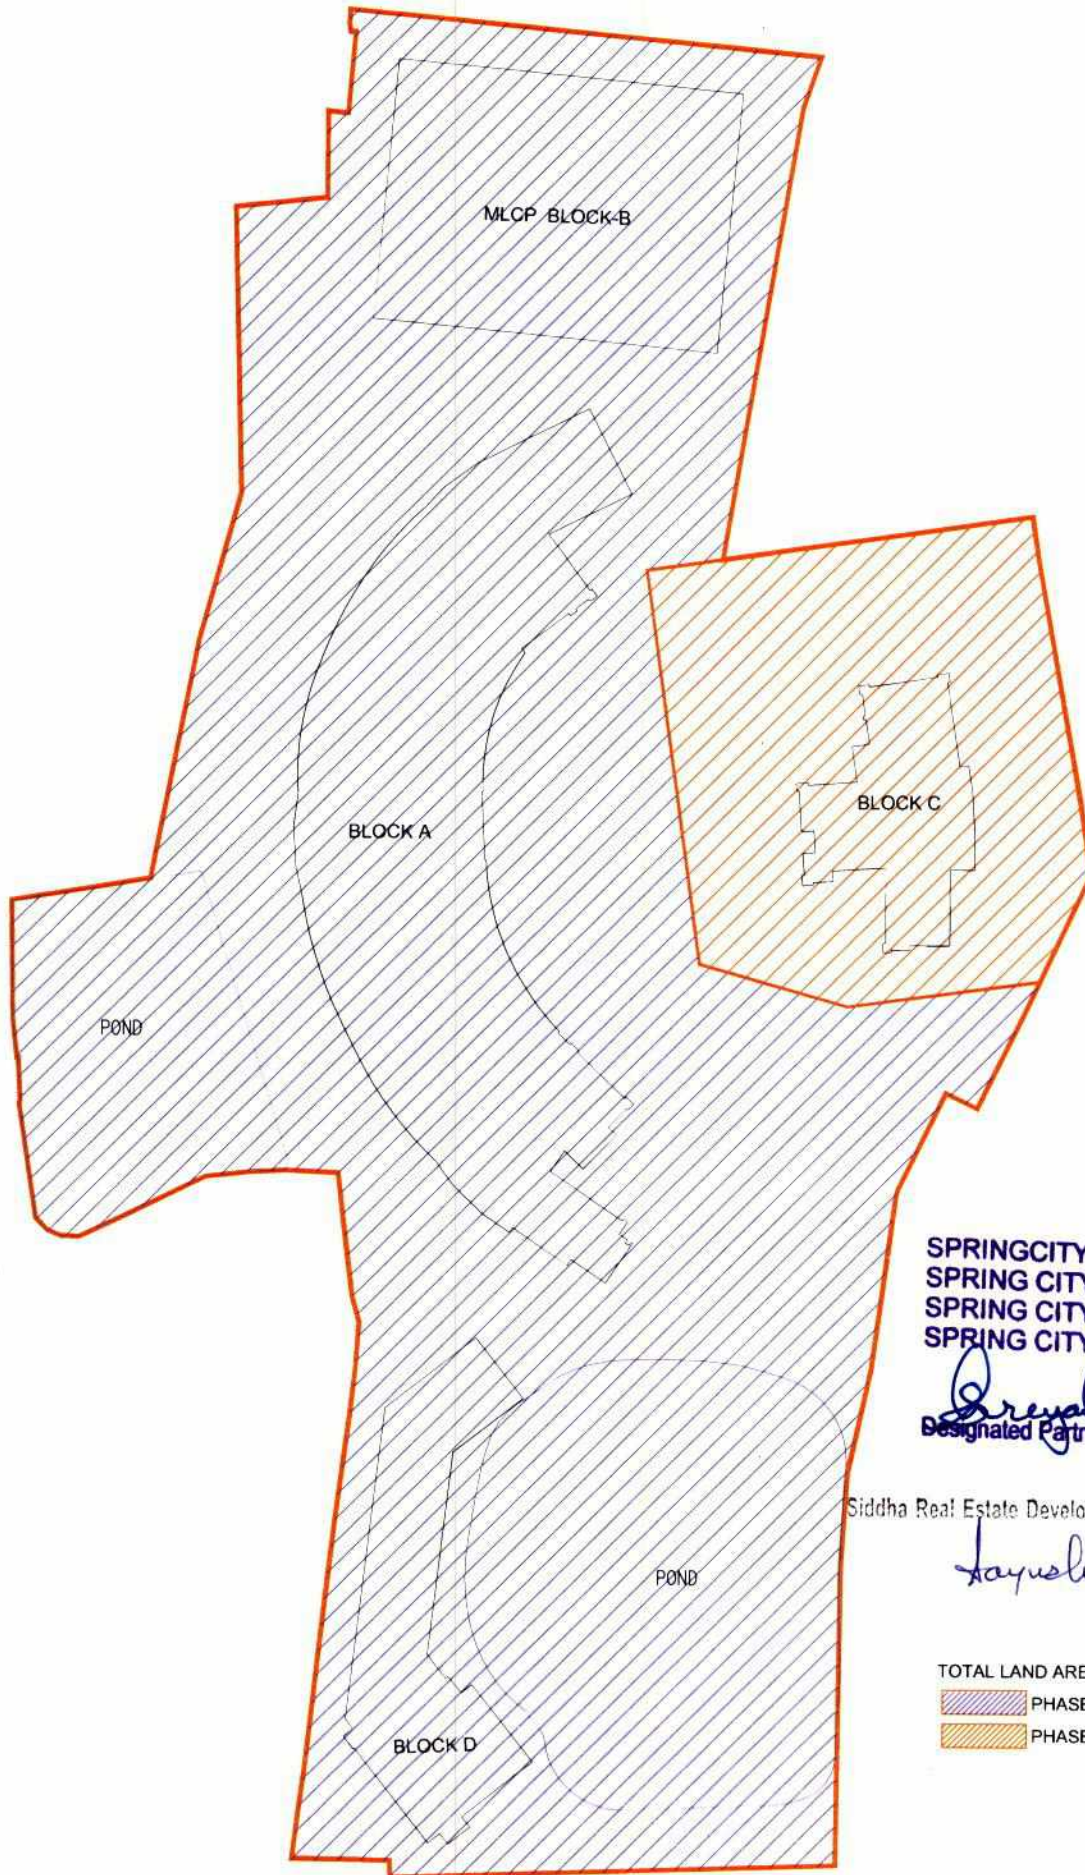 MLCP BLOCK-B
BLOCK C
BLOCK A
POND
SPRINGCITY
SPRING CITY
SPRING CITY
SPRING CITY
Designated Partn
Siddha Real Estate Develo
POND
TOTAL LAND ARE
PHASE
PHASE
BLOCK D